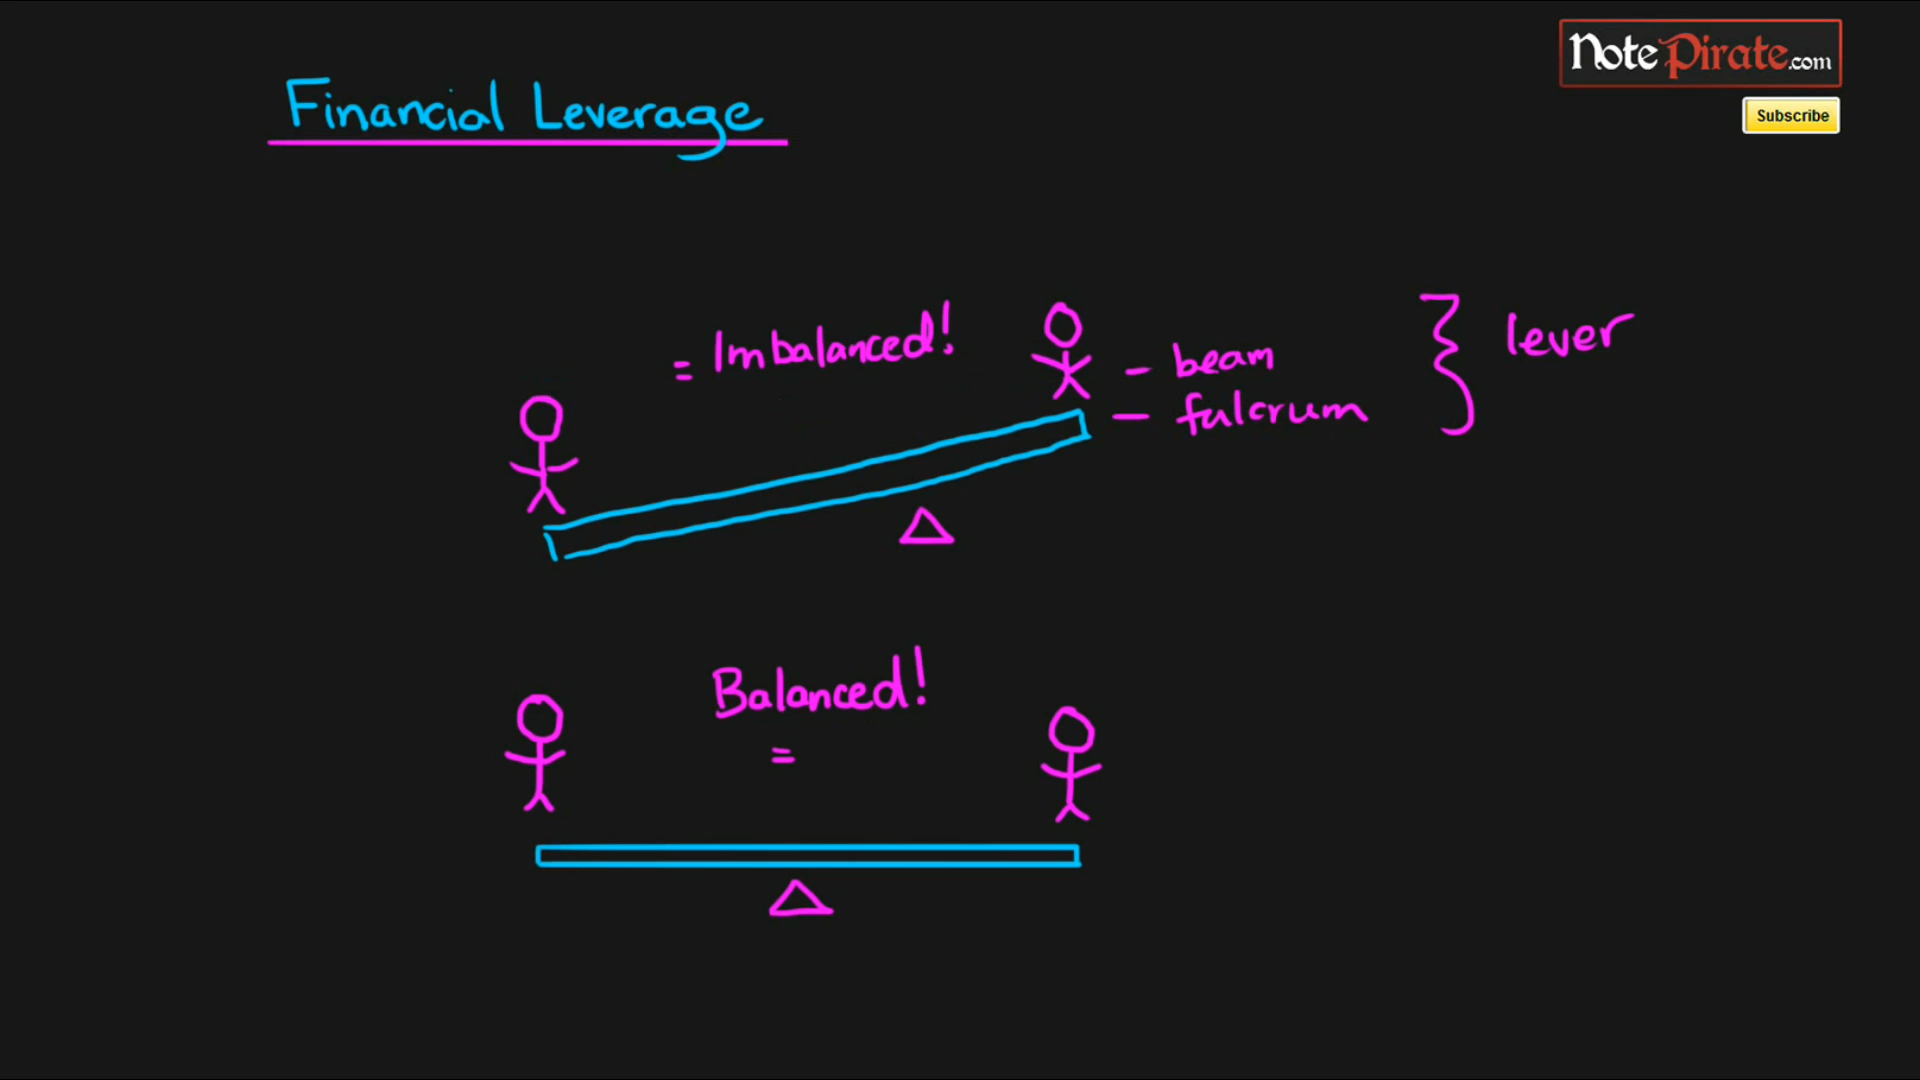 NotePirate.com
Subscribe
Financial Leverage
= Imbalanced!
- beam
- fulcrum
} lever
Balanced!
=